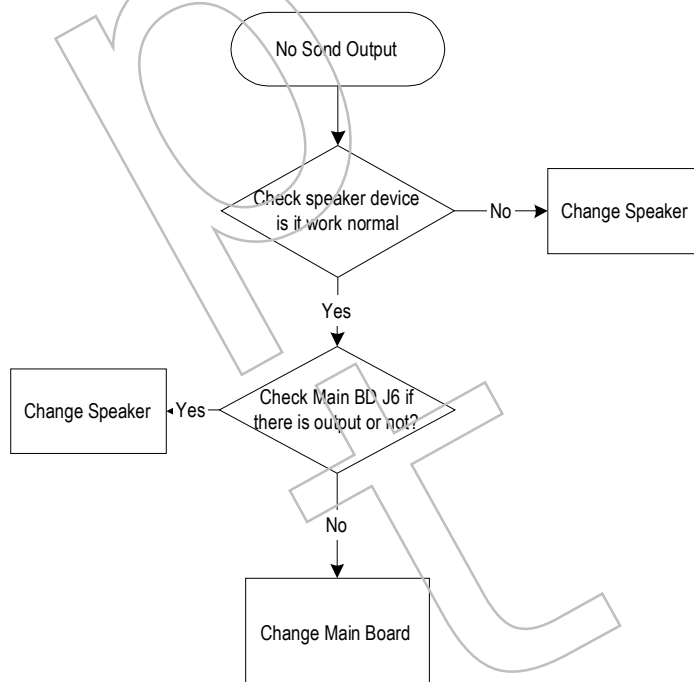 No Sond Output
Check speaker device
is it work normal
No
Change Speaker
Yes
Check Main BD J6 if
there is output or not?
Yes
Change Speaker
No
Change Main Board
p
t